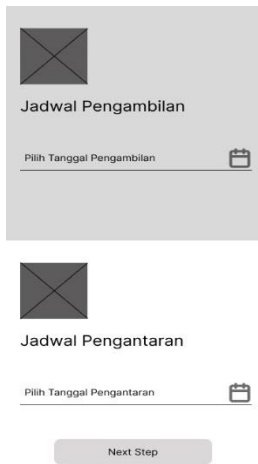 Jadwal Pengambilan
Pilih Tanggal Pengambilan
Jadwal Pengantaran
Pilih Tanggal Pengantaran
Next Step